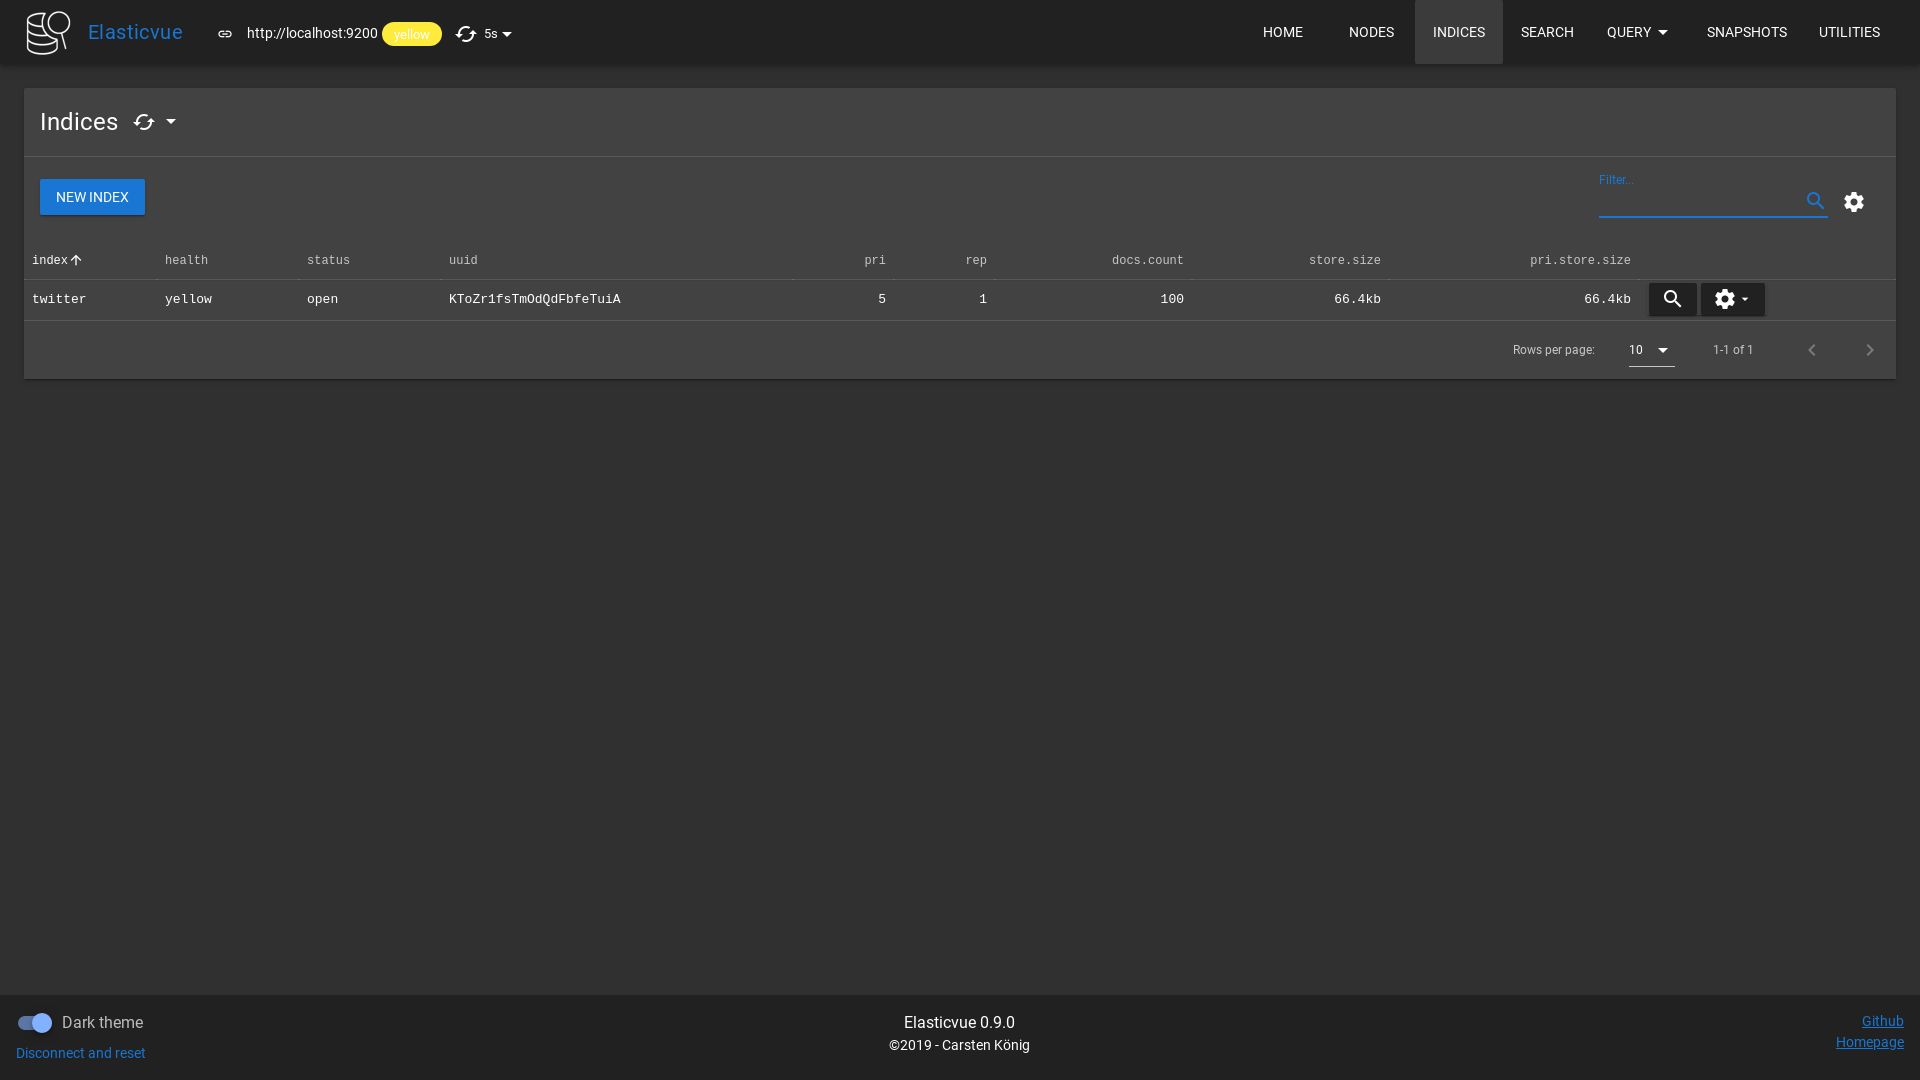 Elasticvue http://localhost:9200 yellow 5s HOME NODES INDICES SEARCH QUERY SNAPSHOTS UTILITIES
Indices
NEW INDEX
Filter...
index health status uuid pri rep docs.count store.size pri.store.size
twitter yellow open KToZr1fsTmOdQdFbfeTuiA 5 1 100 66.4kb 66.4kb
Rows per page: 10 1-1 of 1
Dark theme
Disconnect and reset
Elasticvue 0.9.0
©2019 - Carsten König
Github
Homepage